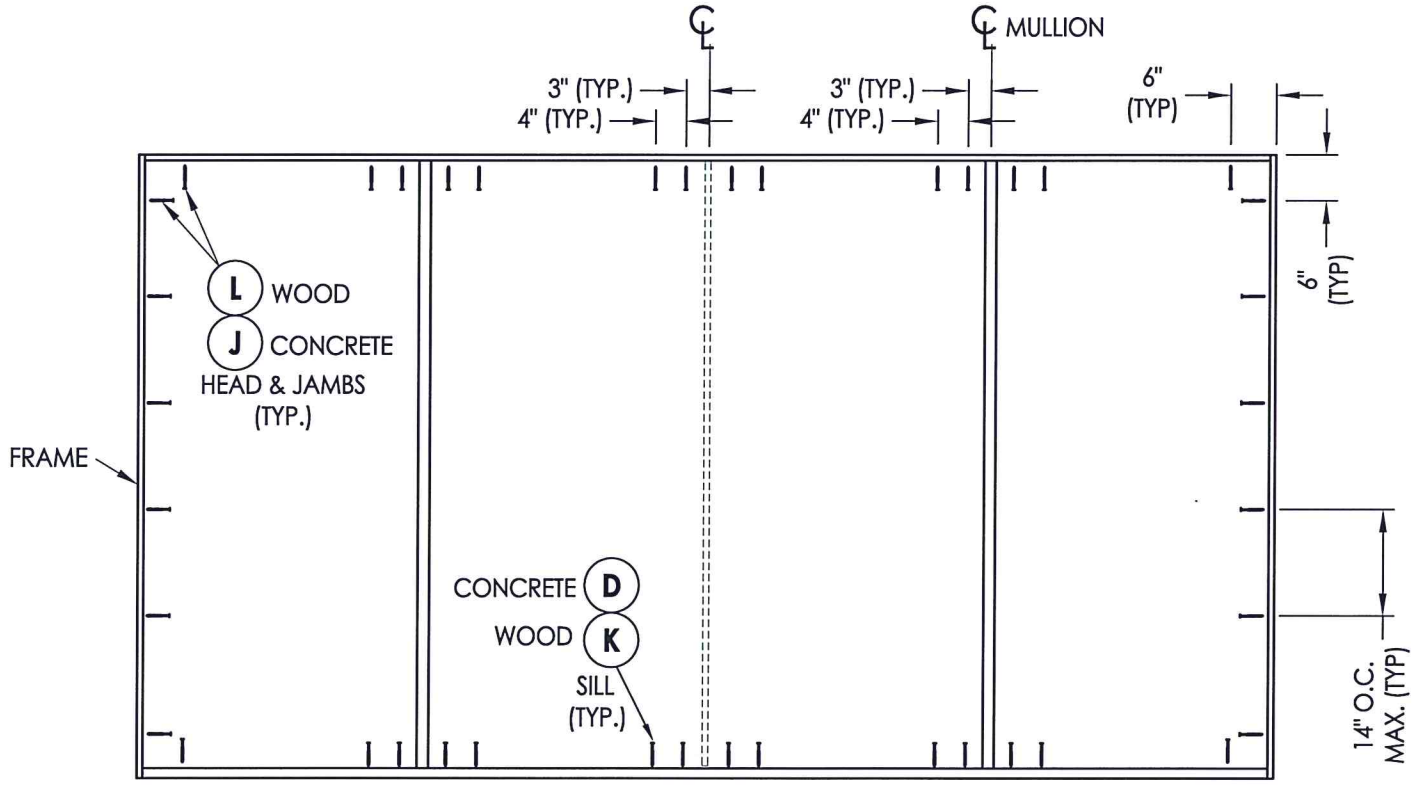 ℄
℄ MULLION
3" (TYP.)
4" (TYP.)
3" (TYP.)
4" (TYP.)
6"
(TYP)
6"
(TYP)
L WOOD
J CONCRETE
HEAD & JAMBS
(TYP.)
FRAME
CONCRETE D
WOOD K
SILL
(TYP.)
14" O.C.
MAX. (TYP)